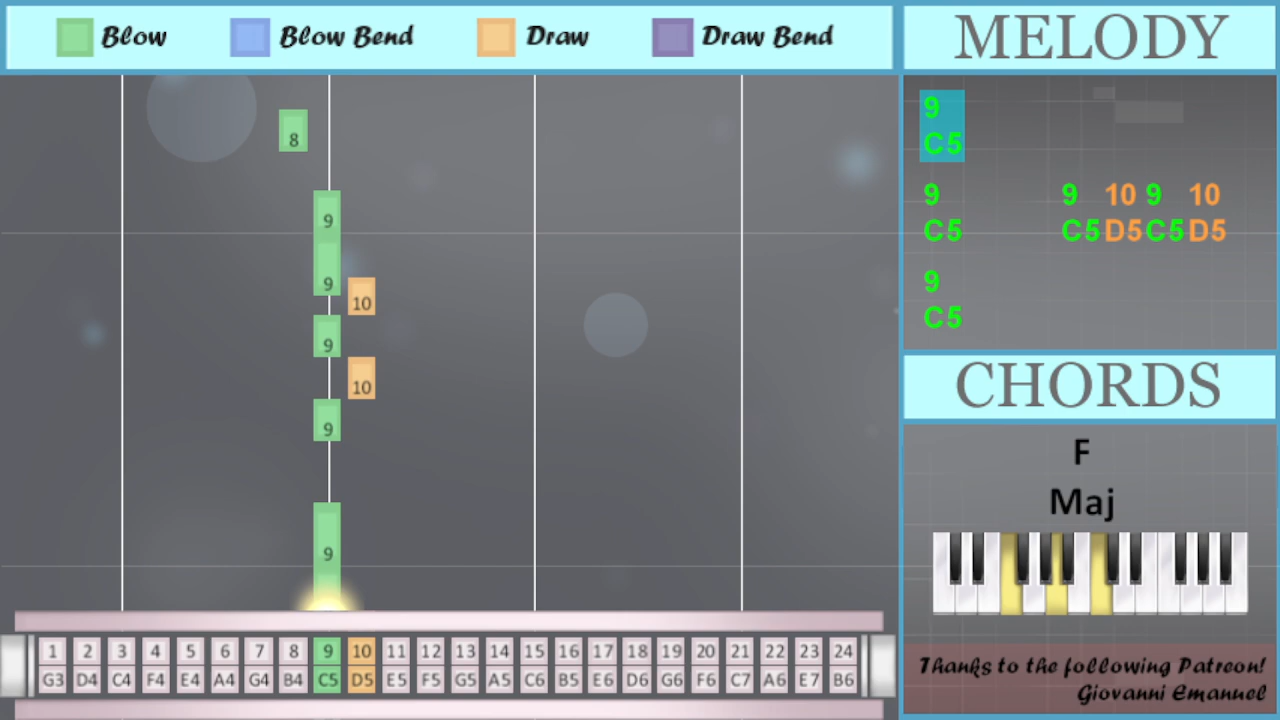 Blow Blow Bend Draw Draw Bend
MELODY
8
9
9
10
9
10
9
9
9
C5
9 9 10 9 10
C5 C5 D5 C5 D5
9
C5
CHORDS
F
Maj
1 2 3 4 5 6 7 8 9 10 11 12 13 14 15 16 17 18 19 20 21 22 23 24
G3 D4 C4 F4 E4 A4 G4 B4 C5 D5 E5 F5 G5 A5 C6 B5 E6 D6 G6 F6 C7 A6 E7 B6
Thanks to the following Patreon!
Giovanni Emanuel